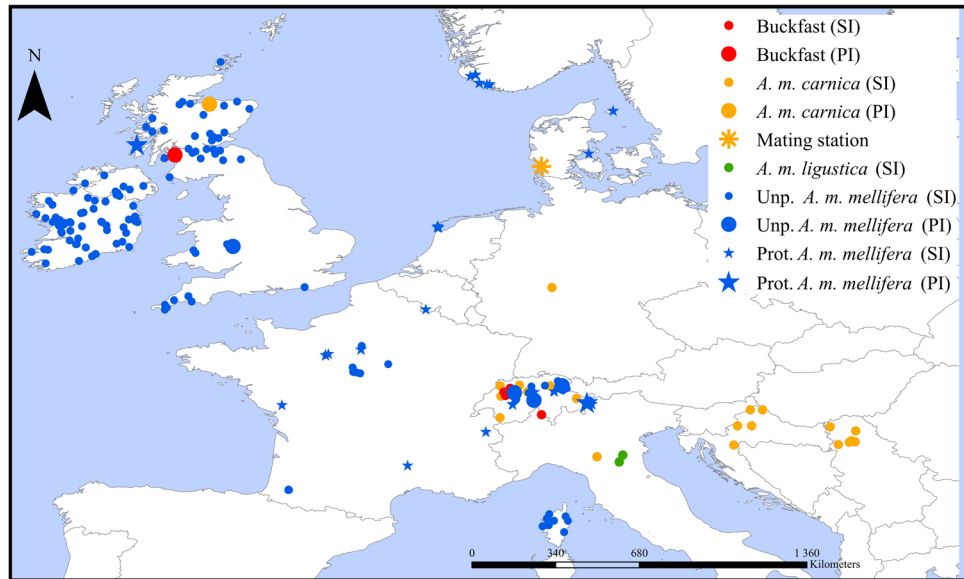 N
Buckfast (SI)
Buckfast (PI)
A. m. carnica (SI)
A. m. carnica (PI)
Mating station
A. m. ligustica (SI)
Unp. A. m. mellifera (SI)
Unp. A. m. mellifera (PI)
Prot. A. m. mellifera (SI)
Prot. A. m. mellifera (PI)
0 340 680 1 360
Kilometers